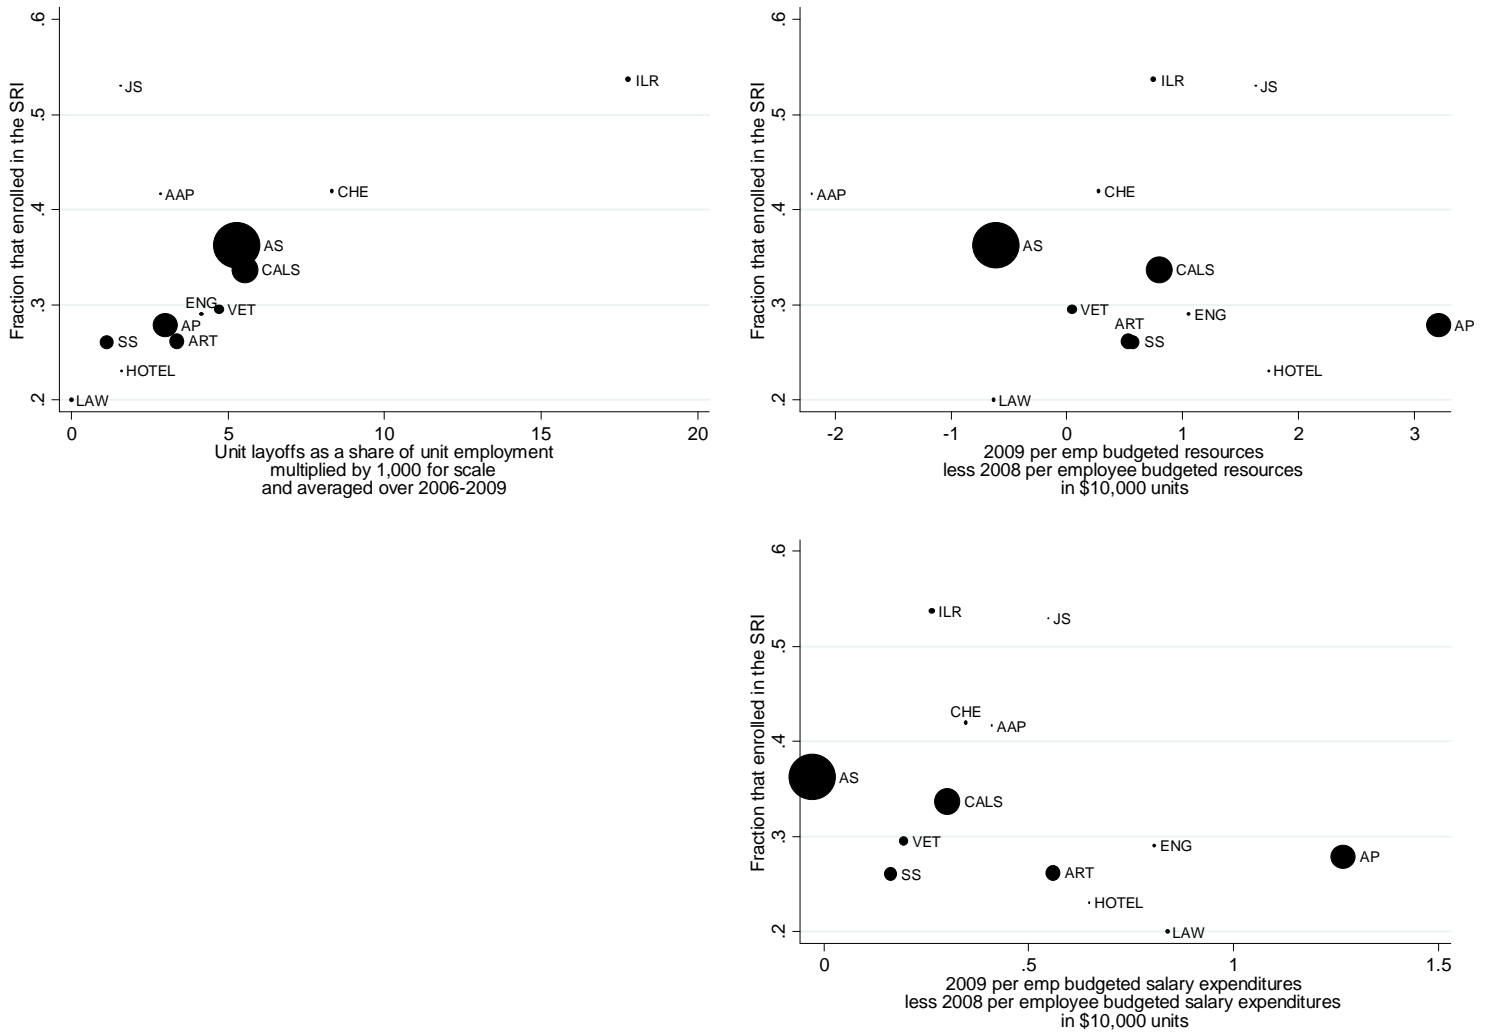 Fraction that enrolled in the SRI
.6
.5
.4
.3
.2
JS
ILR
AAP
CHE
AS
CALS
ENG
VET
AP
SS
ART
HOTEL
LAW
0
5
10
15
20
Unit layoffs as a share of unit employment
multiplied by 1,000 for scale
and averaged over 2006-2009
Fraction that enrolled in the SRI
.6
.5
.4
.3
.2
ILR
JS
AAP
CHE
AS
CALS
VET
ENG
ART
SS
AP
HOTEL
LAW
-2
-1
0
1
2
3
2009 per emp budgeted resources
less 2008 per employee budgeted resources
in $10,000 units
Fraction that enrolled in the SRI
.6
.5
.4
.3
.2
ILR
JS
CHE
AAP
AS
CALS
VET
ENG
AP
SS
ART
HOTEL
LAW
0
.5
1
1.5
2009 per emp budgeted salary expenditures
less 2008 per employee budgeted salary expenditures
in $10,000 units